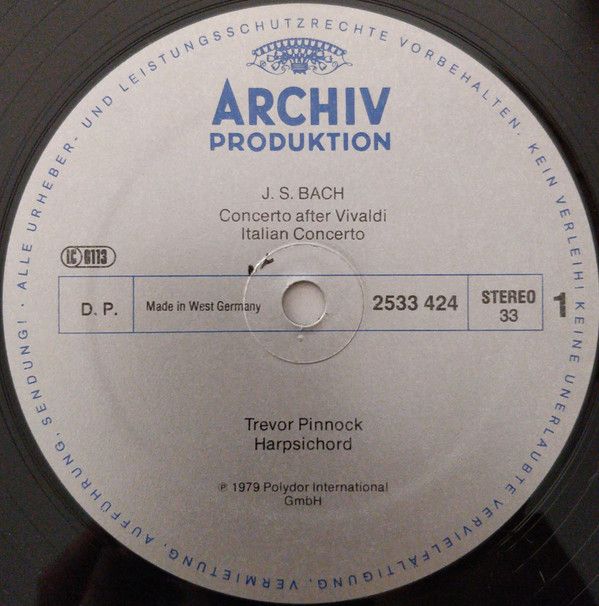 ALLE URHEBER- UND LEISTUNGSSCHUTZRECHTE VORBEHALTEN. KEIN VERLEIH! KEINE UNERLAUBTE VERVIELFÄLTIGUNG, VERMIETUNG, AUFFÜHRUNG, SENDUNG! ·
ARCHIV
PRODUKTION
J. S. BACH
Concerto after Vivaldi
Italian Concerto
LC 6113
D. P.
Made in West Germany
2533 424
STEREO
33
1
Trevor Pinnock
Harpsichord
℗ 1979 Polydor International
GmbH